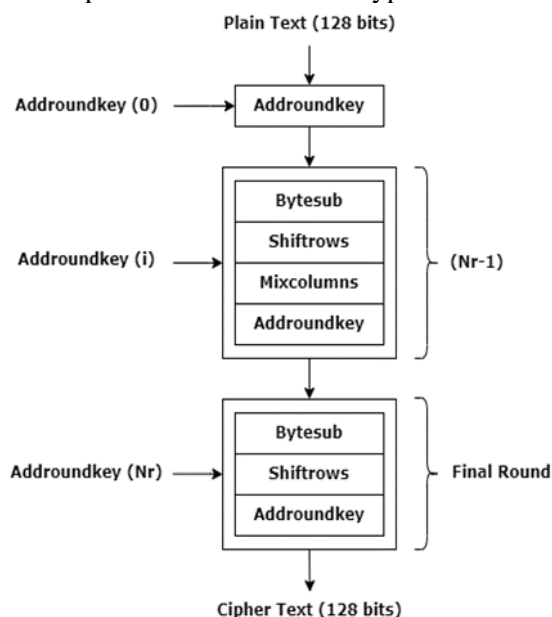 Plain Text (128 bits)
Addroundkey (0)
Addroundkey
Bytesub
Shiftrows
Addroundkey (i)
(Nr-1)
Mixcolumns
Addroundkey
Bytesub
Addroundkey (Nr)
Shiftrows
Final Round
Addroundkey
Cipher Text (128 bits)